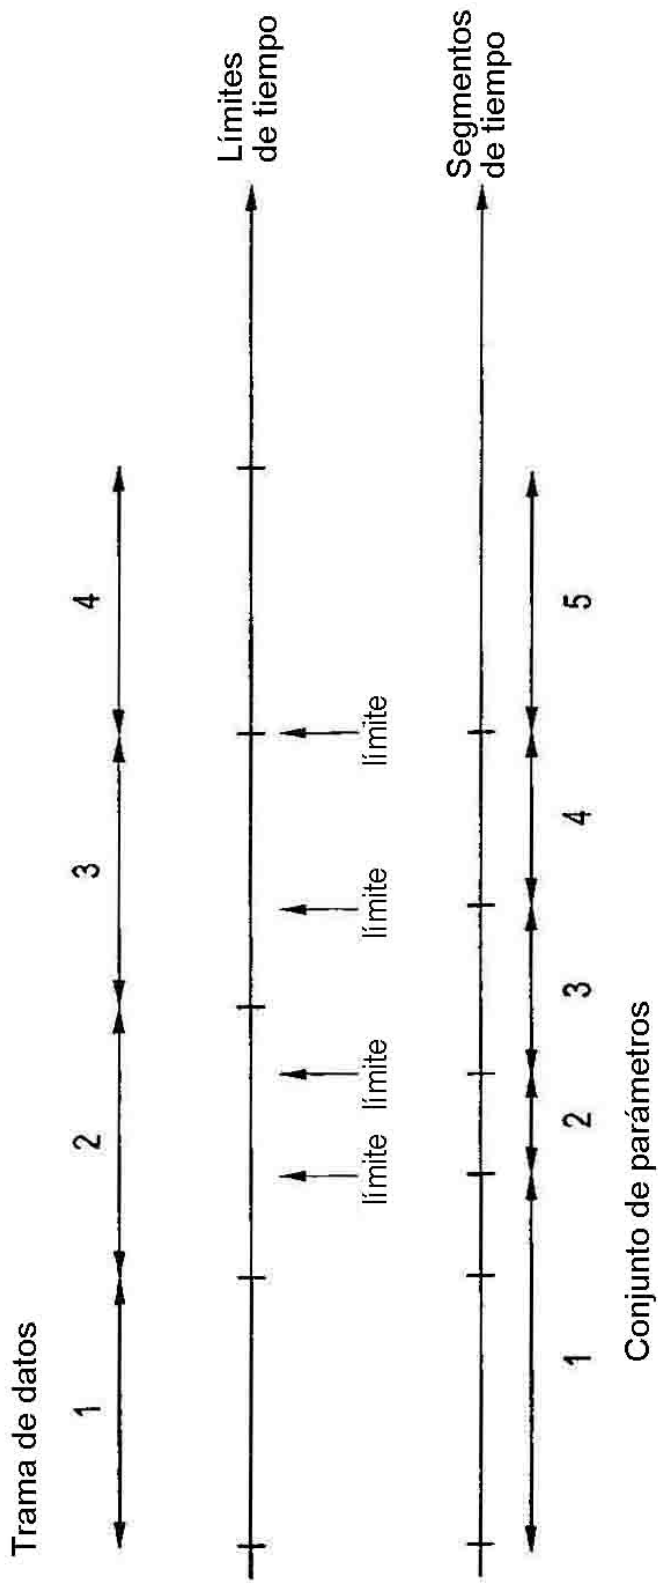 Trama de datos
1
2
3
4
Límites
de tiempo
límite
límite
límite
límite
Segmentos
de tiempo
1
2
3
4
5
Conjunto de parámetros